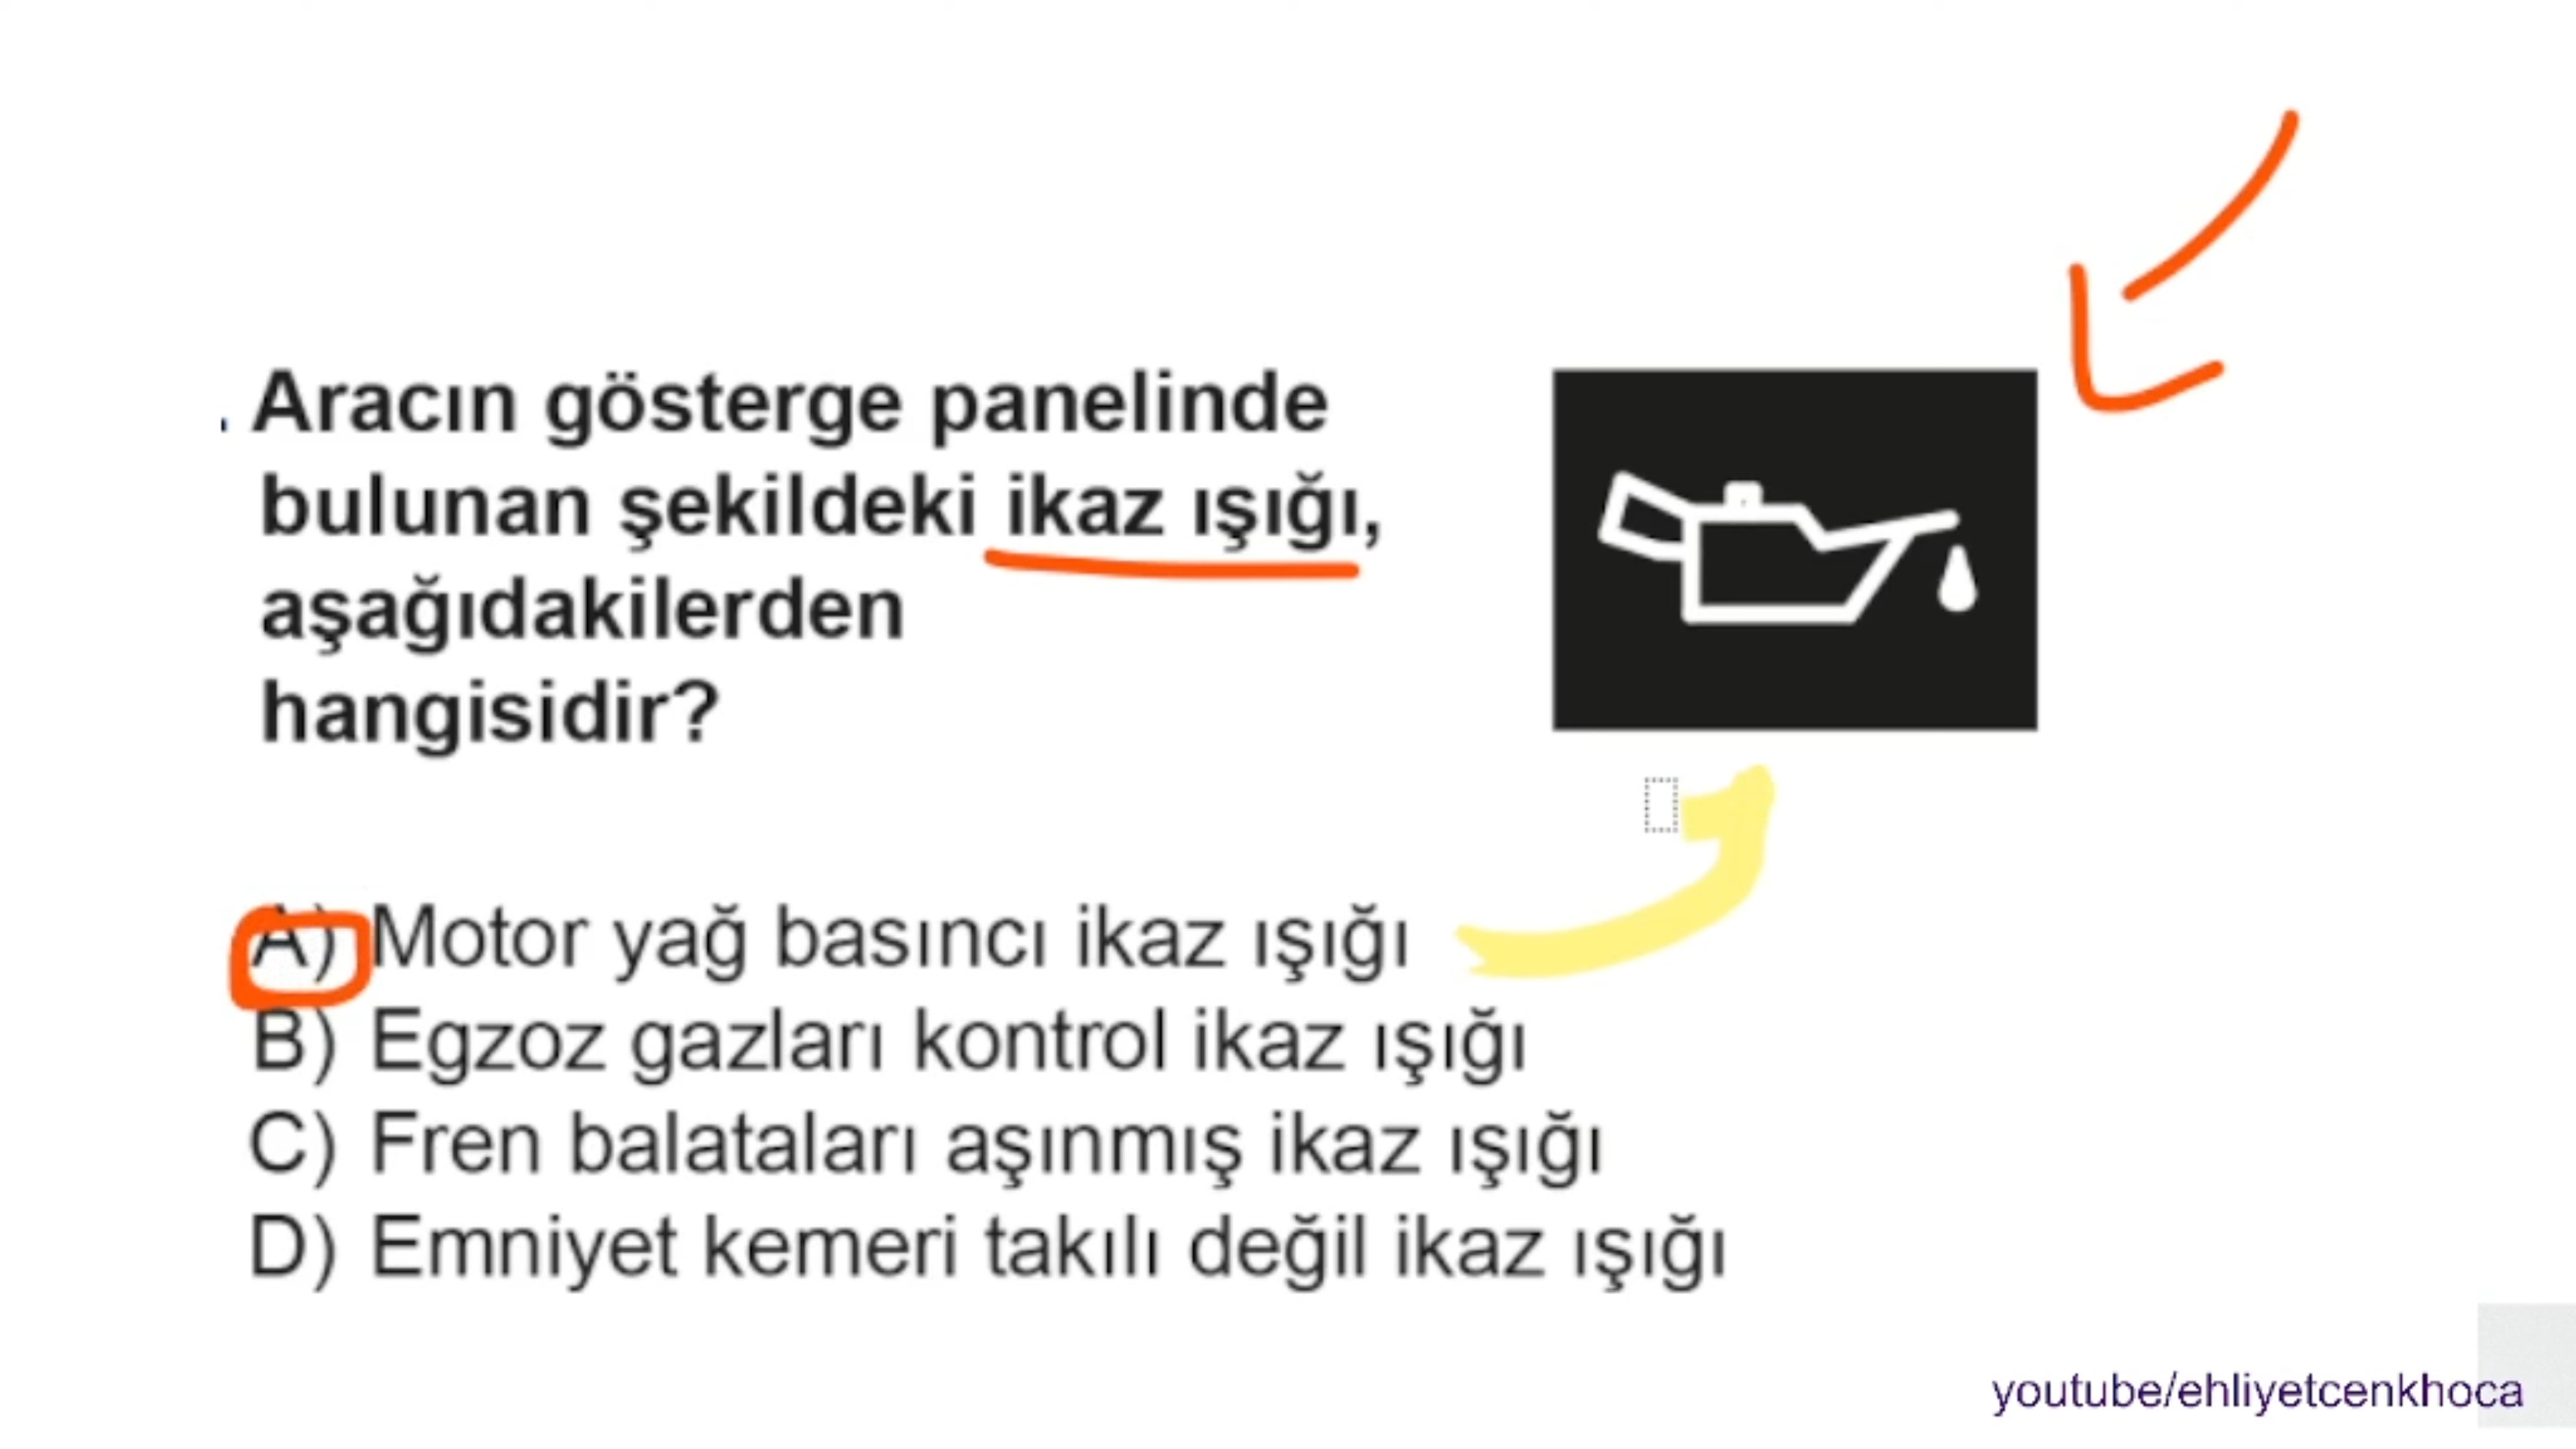 . Aracın gösterge panelinde
bulunan şekildeki ikaz ışığı,
aşağıdakilerden
hangisidir?
A) Motor yağ basıncı ikaz ışığı
B) Egzoz gazları kontrol ikaz ışığı
C) Fren balataları aşınmış ikaz ışığı
D) Emniyet kemeri takılı değil ikaz ışığı
youtube/ehliyetcenkhoca